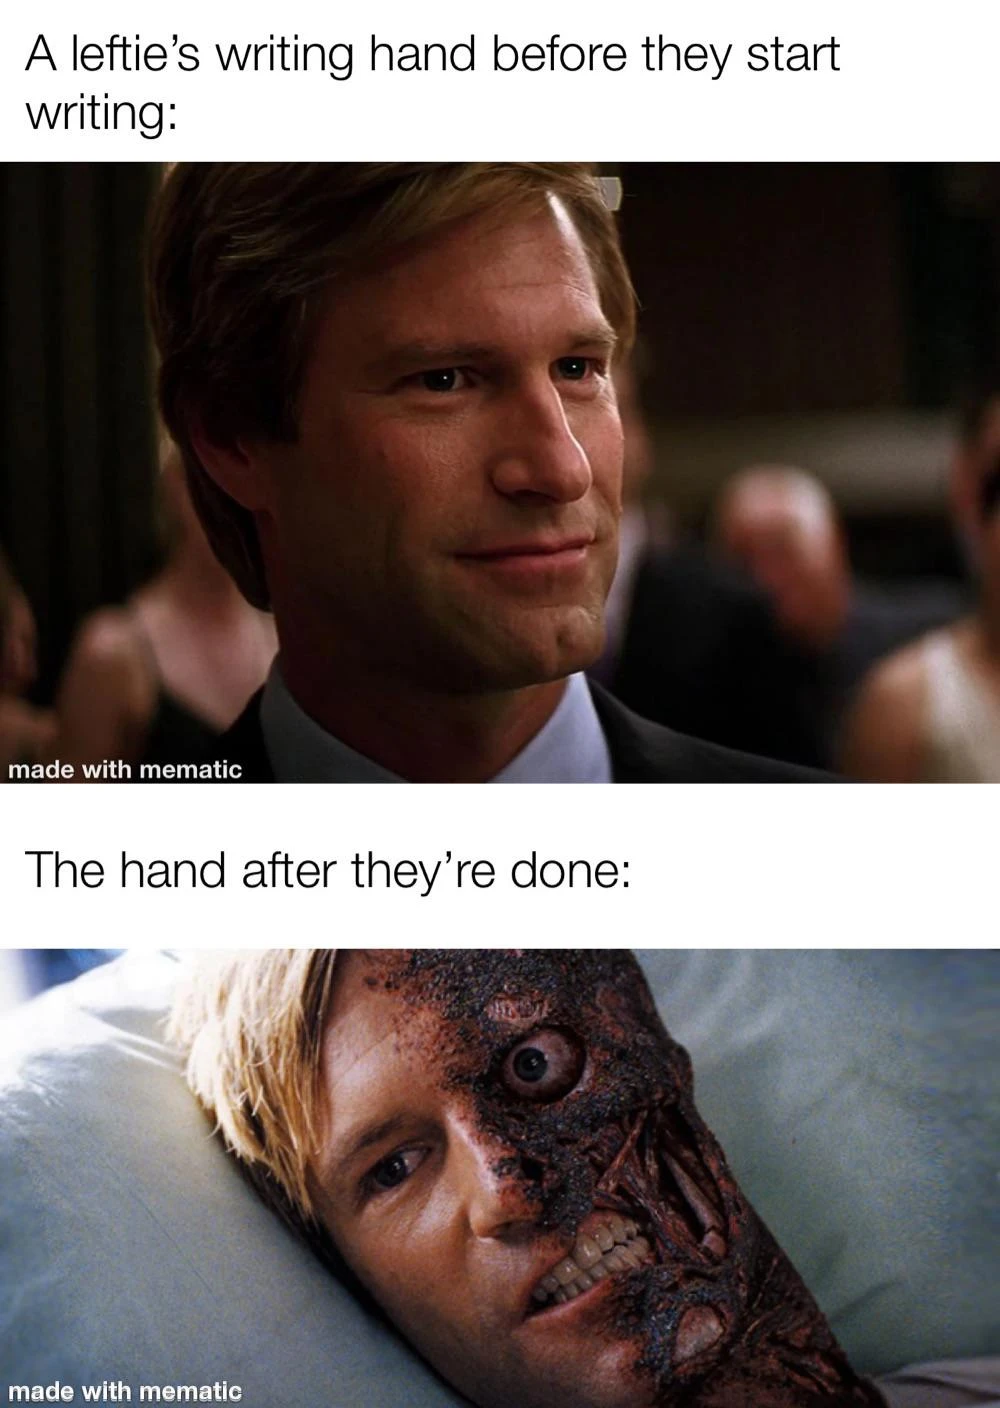 A leftie’s writing hand before they start
writing:
made with mematic
The hand after they’re done:
made with mematic